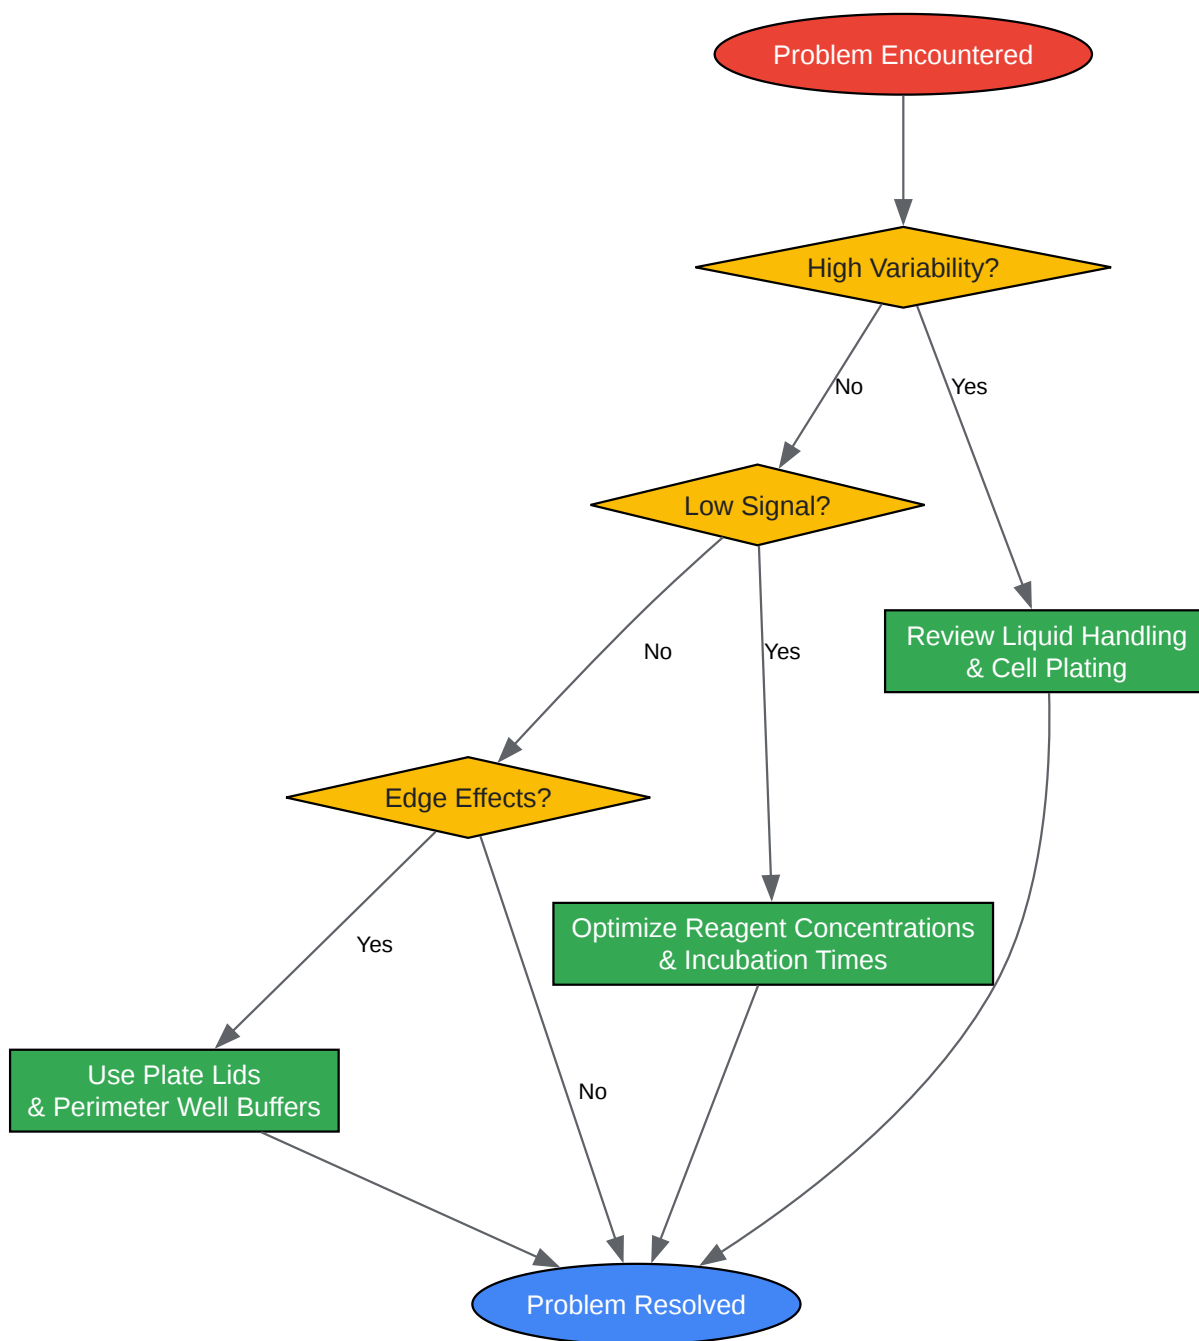 Problem Encountered
High Variability?
No
Yes
Low Signal?
Review Liquid Handling
& Cell Plating
No
Yes
Edge Effects?
Optimize Reagent Concentrations
& Incubation Times
Yes
Use Plate Lids
& Perimeter Well Buffers
No
Problem Resolved